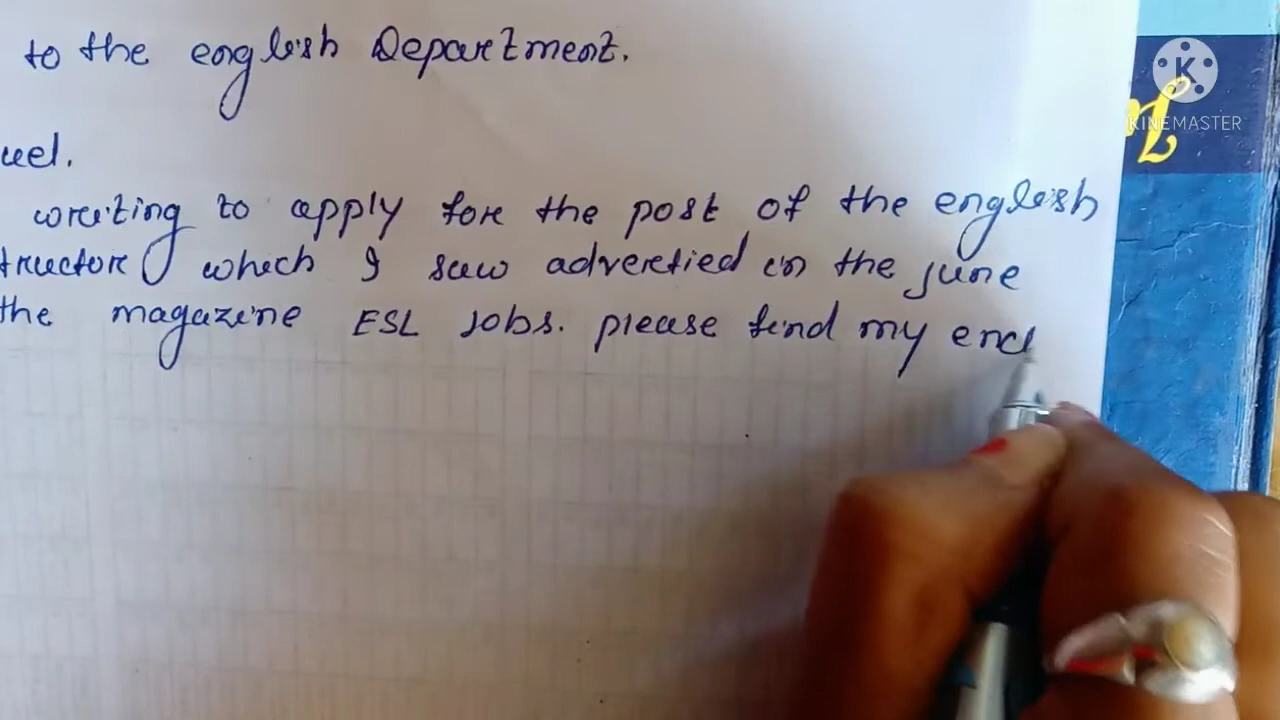 to the english Department.
uel.
writing to apply for the post of the english
tructor which I saw advertied in the june
the magazine ESL Jobs. please find my encl
KINEMASTER